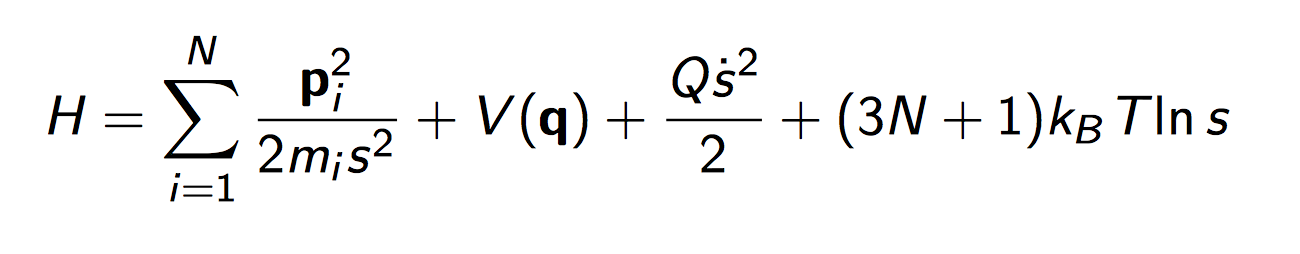 H = \sum_{i=1}^{N} \frac{\mathbf{p}_i^2}{2m_i s^2} + V(\mathbf{q}) + \frac{Q\dot{s}^2}{2} + (3N + 1)k_B T \ln s